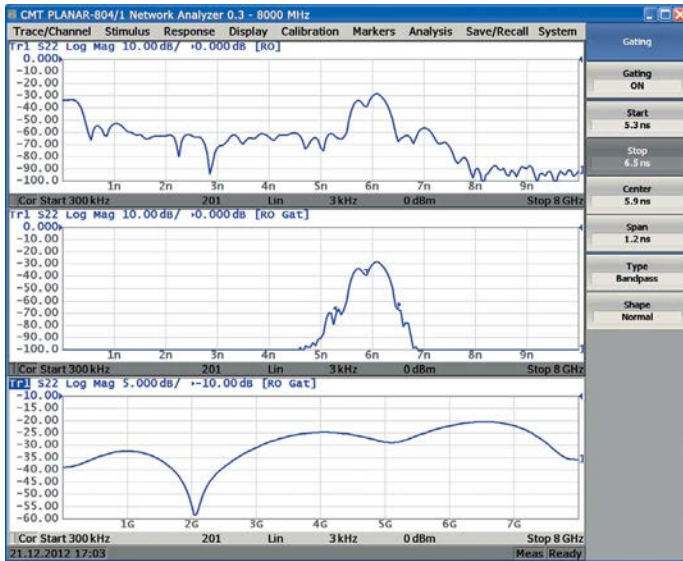 CMT PLANAR-804/1 Network Analyzer 0.3 - 8000 MHz
Trace/Channel Stimulus Response Display Calibration Markers Analysis Save/Recall System
Tr1 S22 Log Mag 10.00dB/ ▸0.000dB [RO]
0.000
-10.00
-20.00
-30.00
-40.00
-50.00
-60.00
-70.00
-80.00
-90.00
-100.0
1n 2n 3n 4n 5n 6n 7n 8n 9n
Cor Start 300 kHz 201 Lin 3 kHz 0 dBm Stop 8 GHz
Tr1 S22 Log Mag 10.00dB/ ▸0.000dB [RO Gat]
0.000
-10.00
-20.00
-30.00
-40.00
-50.00
-60.00
-70.00
-80.00
-90.00
-100.0
1n 2n 3n 4n 5n 6n 7n 8n 9n
Cor Start 300 kHz 201 Lin 3 kHz 0 dBm Stop 8 GHz
Tr1 S22 Log Mag 5.000dB/ ▸-10.00dB [RO Gat]
-10.00
-15.00
-20.00
-25.00
-30.00
-35.00
-40.00
-45.00
-50.00
-55.00
-60.00
1G 2G 3G 4G 5G 6G 7G
Cor Start 300 kHz 201 Lin 3 kHz 0 dBm Stop 8 GHz
21.12.2012 17:03 Meas Ready
Gating
Gating
ON
Start
5.3 ns
Stop
6.5 ns
Center
5.9 ns
Span
1.2 ns
Type
Bandpass
Shape
Normal